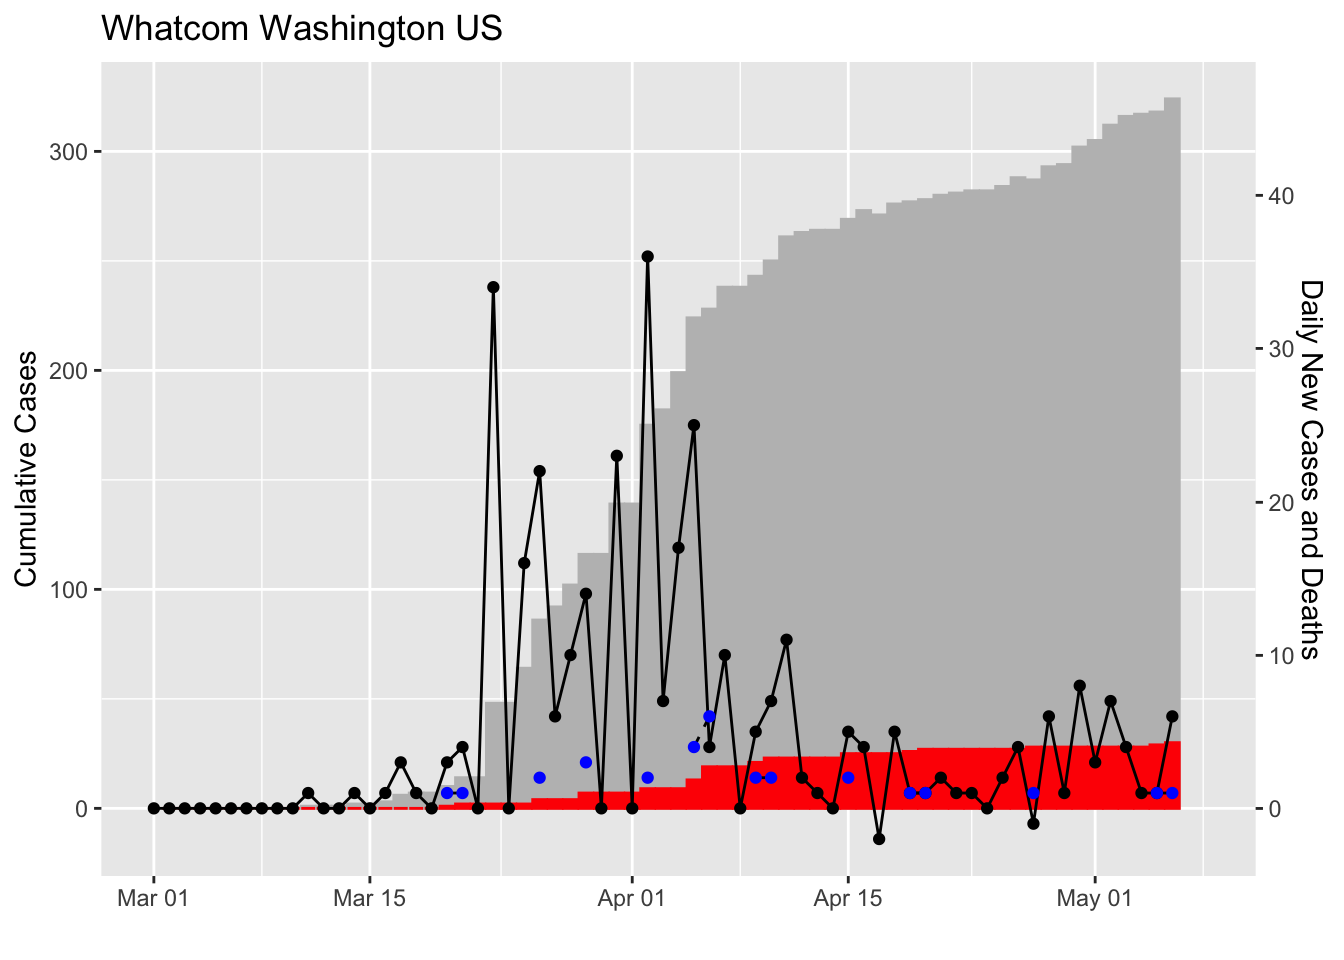 Whatcom Washington US
Cumulative Cases
300
200
100
0
Daily New Cases and Deaths
40
30
20
10
0
Mar 01
Mar 15
Apr 01
Apr 15
May 01